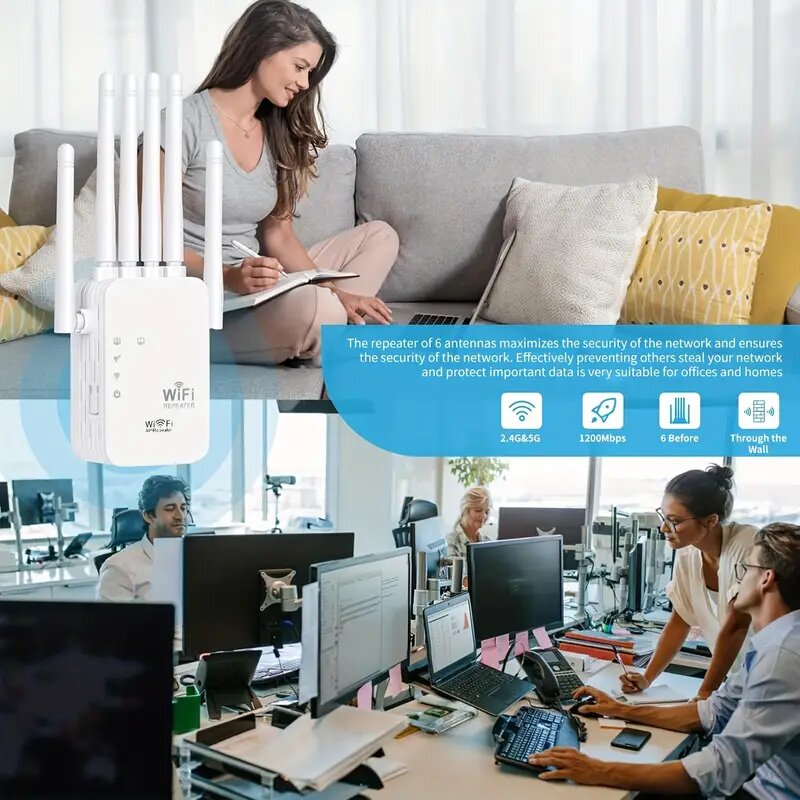 The repeater of 6 antennas maximizes the security of the network and ensures
the security of the network. Effectively preventing others steal your network
and protect important data is very suitable for offices and homes
2.4G&5G
1200Mbps
6 Before
Through the
Wall
WiFi
REPEATER
WiFi
AP/Repeater